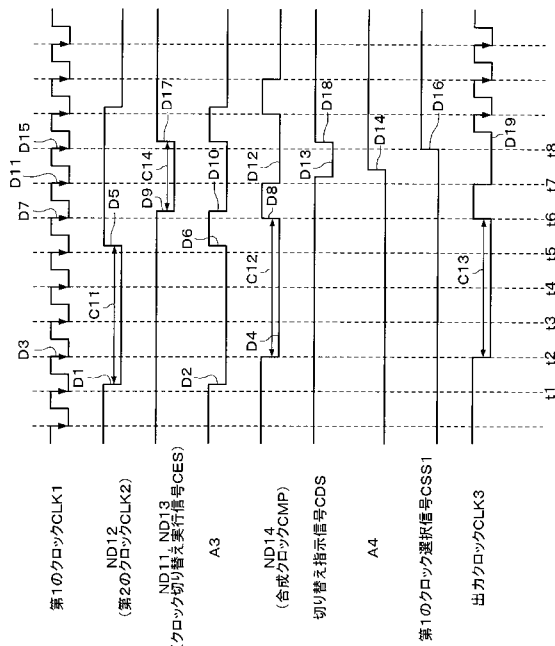 第1のクロックCLK1
D3
D7
D11
D15
ND12
(第2のクロックCLK2)
D1
C11
D5
ND11, ND13
(クロック切り替え実行信号CES)
D9
C14
D17
A3
D2
D6
D10
ND14
(合成クロックCMP)
D4
C12
D8
D12
切り替え指示信号CDS
D13
D18
A4
D14
第1のクロック選択信号CSS1
D16
出力クロックCLK3
C13
D19
t1 t2 t3 t4 t5 t6 t7 t8